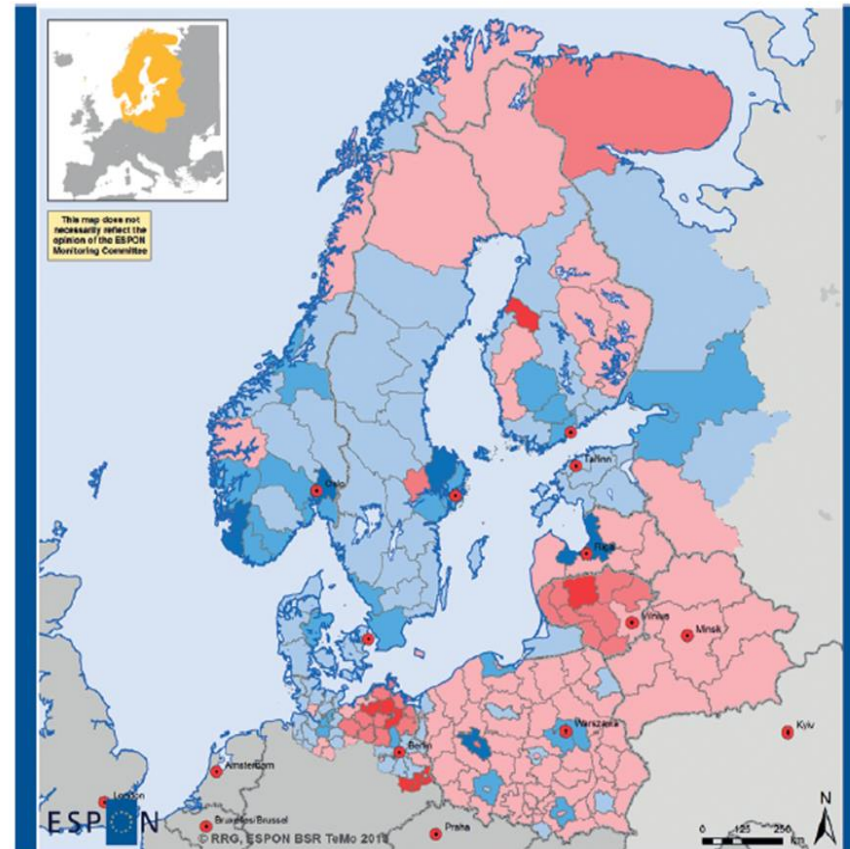 This map does not
necessarily reflect the
opinion of the ESPON
Monitoring Committee
Oslo
Tallinn
Riga
Vilnius
Minsk
Warszawa
Kyiv
Berlin
Amsterdam
London
Bruxelles/Brussel
Praha
ESPON
© RRG, ESPON BSR TeMo
N
0 125 250
km